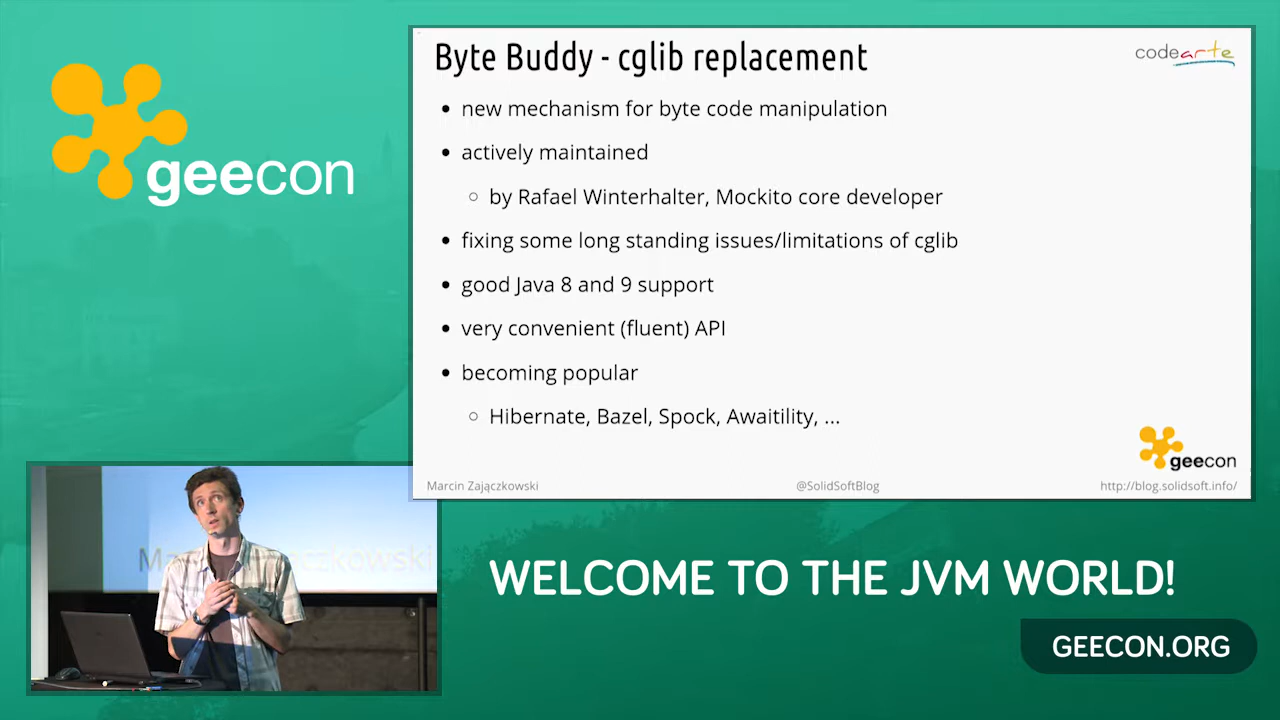 geecon
Byte Buddy - cglib replacement
codearte
new mechanism for byte code manipulation
actively maintained
by Rafael Winterhalter, Mockito core developer
fixing some long standing issues/limitations of cglib
good Java 8 and 9 support
very convenient (fluent) API
becoming popular
Hibernate, Bazel, Spock, Awaitility, ...
geecon
Marcin Zajączkowski
@SolidSoftBlog
http://blog.solidsoft.info/
WELCOME TO THE JVM WORLD!
GEECON.ORG